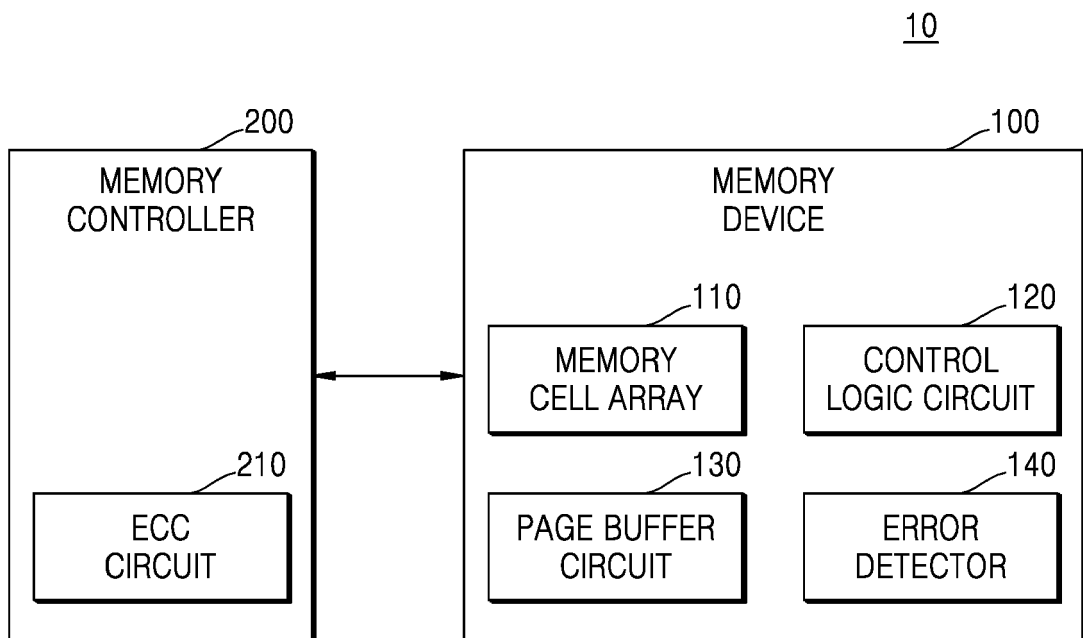 10
200
100
MEMORY
CONTROLLER
MEMORY
DEVICE
110
120
MEMORY
CELL ARRAY
CONTROL
LOGIC CIRCUIT
210
130
140
ECC
CIRCUIT
PAGE BUFFER
CIRCUIT
ERROR
DETECTOR